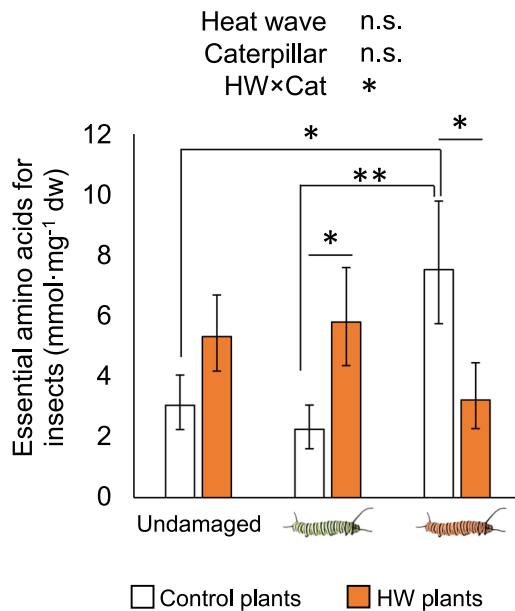 Heat wave n.s.
Caterpillar n.s.
HW×Cat *
Essential amino acids for
insects (mmol·mg⁻¹ dw)
12
10
8
6
4
2
0
*
*
**
*
Undamaged
Control plants
HW plants